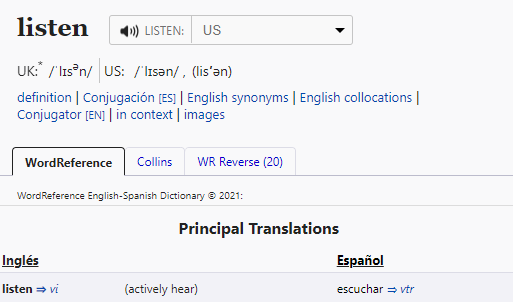 listen LISTEN: US
UK:* /ˈlɪsᵊn/ US: /ˈlɪsən/ , (lis′ən)
definition | Conjugación [ES] | English synonyms | English collocations |
Conjugator [EN] | in context | images
WordReference Collins WR Reverse (20)
WordReference English-Spanish Dictionary © 2021:
Principal Translations
Inglés Español
listen ⇒ vi (actively hear) escuchar ⇒ vtr